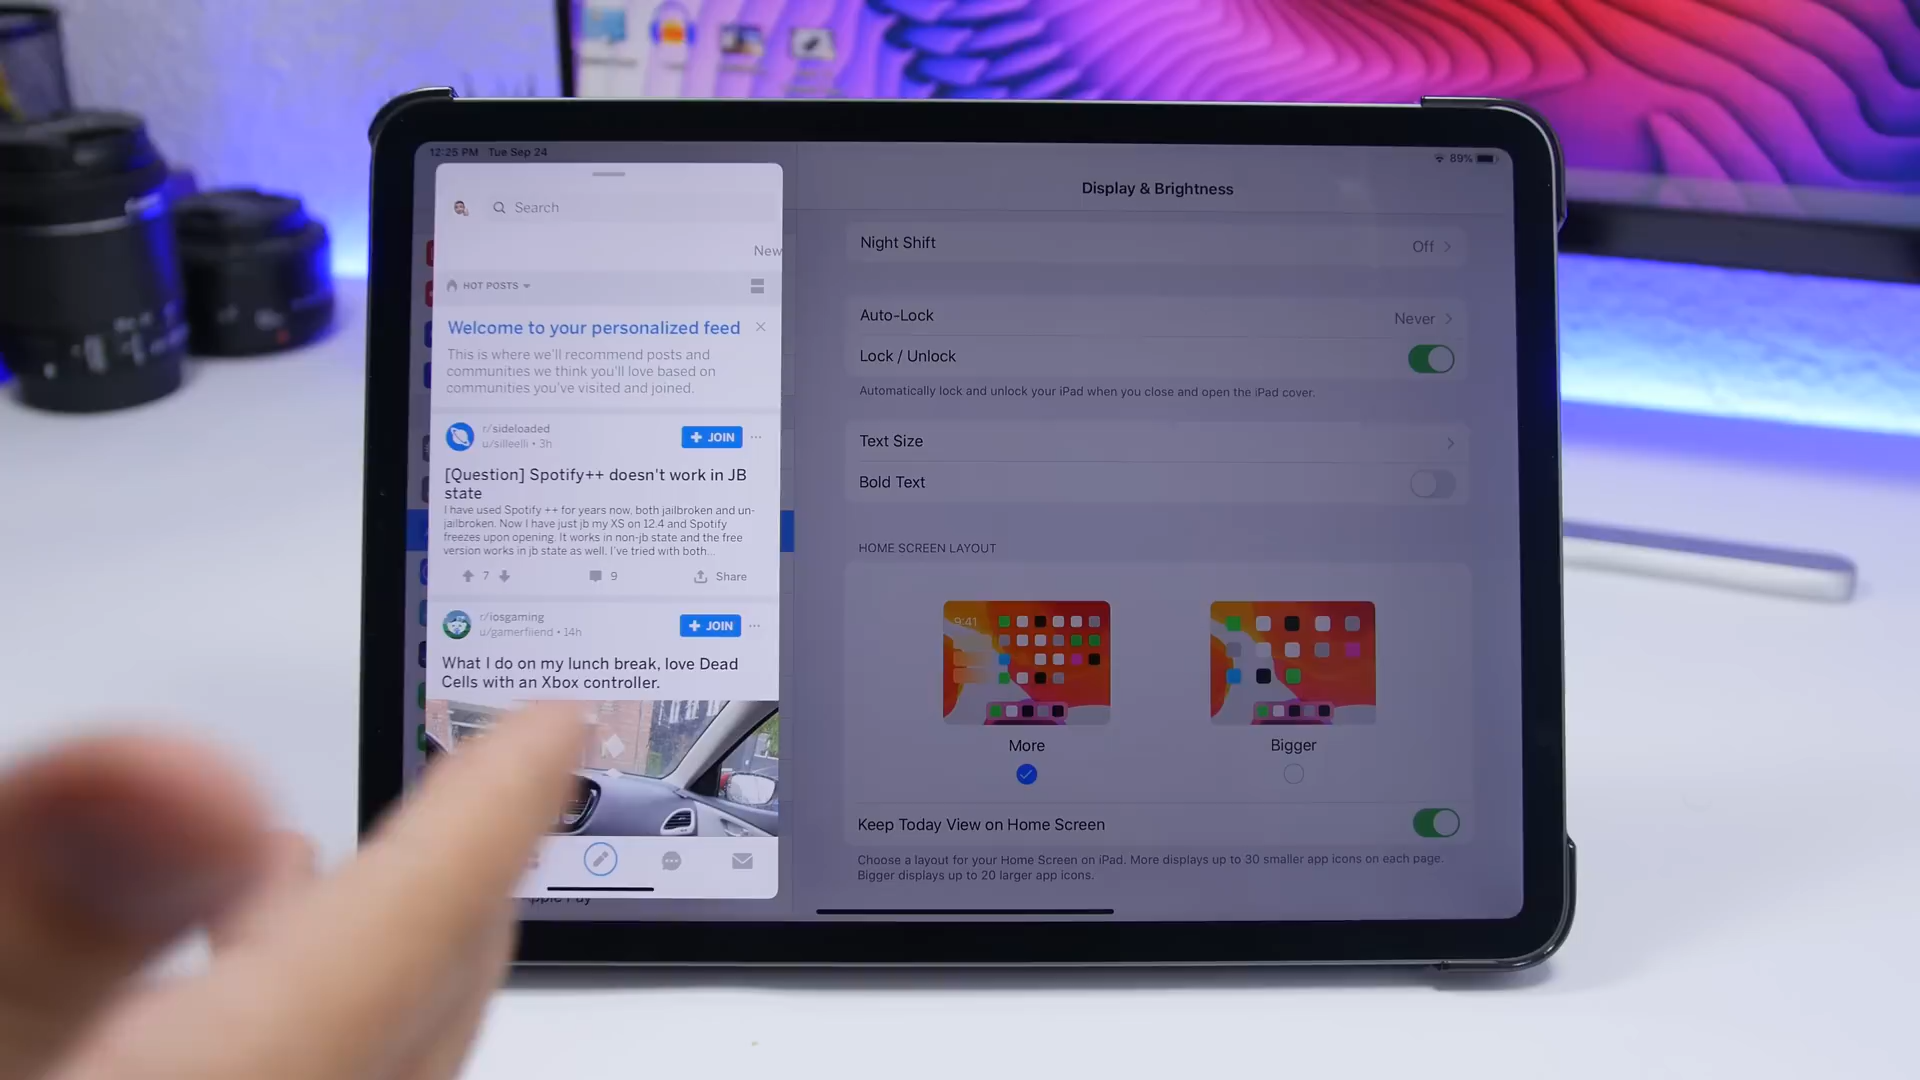 12:25 PM Tue Sep 24
89%
Search
New
HOT POSTS
Welcome to your personalized feed
This is where we'll recommend posts and
communities we think you'll love based on
communities you've visited and joined.
r/sideloaded
u/silleelli • 3h
+ JOIN
[Question] Spotify++ doesn't work in JB
state
I have used Spotify ++ for years now, both jailbroken and un-
jailbroken. Now I have just jb my XS on 12.4 and Spotify
freezes upon opening. It works in non-jb state and the free
version works in jb state as well. I've tried with both...
7
9
Share
r/iosgaming
u/gamerfiiend • 14h
+ JOIN
What I do on my lunch break, love Dead
Cells with an Xbox controller.
Apple Pay
Display & Brightness
Night Shift
Off
Auto-Lock
Never
Lock / Unlock
Automatically lock and unlock your iPad when you close and open the iPad cover.
Text Size
Bold Text
HOME SCREEN LAYOUT
9:41
More
Bigger
Keep Today View on Home Screen
Choose a layout for your Home Screen on iPad. More displays up to 30 smaller app icons on each page.
Bigger displays up to 20 larger app icons.